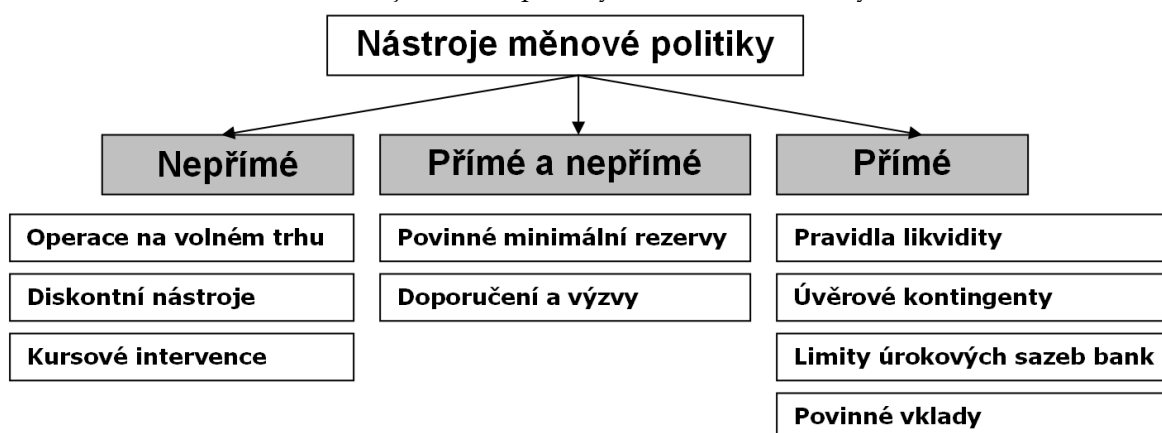 Nástroje měnové politiky
Nepřímé
Přímé a nepřímé
Přímé
Operace na volném trhu
Povinné minimální rezervy
Pravidla likvidity
Diskontní nástroje
Doporučení a výzvy
Úvěrové kontingenty
Kursové intervence
Limity úrokových sazeb bank
Povinné vklady